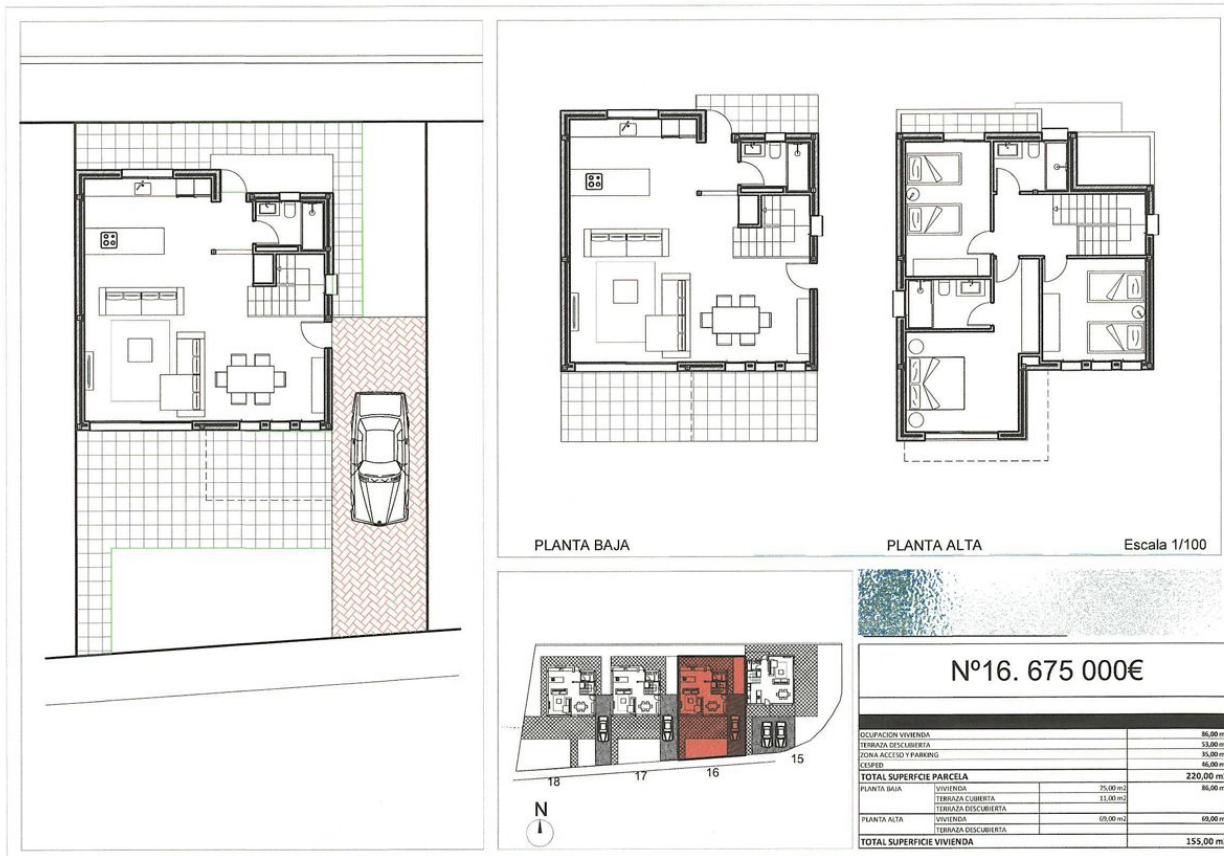 PLANTA BAJA
PLANTA ALTA
Escala 1/100
15
16
17
18
N
Nº16. 675 000€
OCUPACION VIVIENDA 86,00 m
TERRAZA DESCUBIERTA 53,00 m
ZONA ACCESO Y PARKING 35,00 m
CESPED 46,00 m
TOTAL SUPERFCIE PARCELA 220,00 m
PLANTA BAJA VIVIENDA 75,00 m2 86,00 m
TERRAZA CUBIERTA 11,00 m2
TERRAZA DESCUBIERTA
PLANTA ALTA VIVIENDA 69,00 m2 69,00 m
TERRAZA DESCUBIERTA
TOTAL SUPERFICIE VIVIENDA 155,00 m